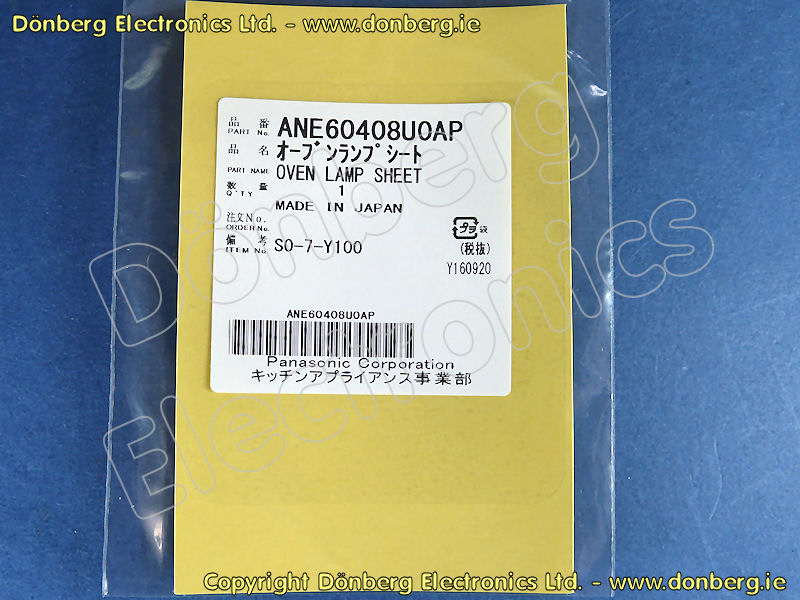 Dönberg Electronics Ltd. - www.donberg.ie
品番 ANE60408U0AP
PART No.
品名 オーブンランプシート
PART NAME OVEN LAMP SHEET
数量 1
Q'TY
MADE IN JAPAN
注文No.
ORDER No.
プラ 袋
備考 SO-7-Y100 (税抜)
ITEM No.
Y160920
ANE60408U0AP
Panasonic Corporation
キッチンアプライアンス事業部
Dönberg
Electronics
Copyright Dönberg Electronics Ltd. - www.donberg.ie